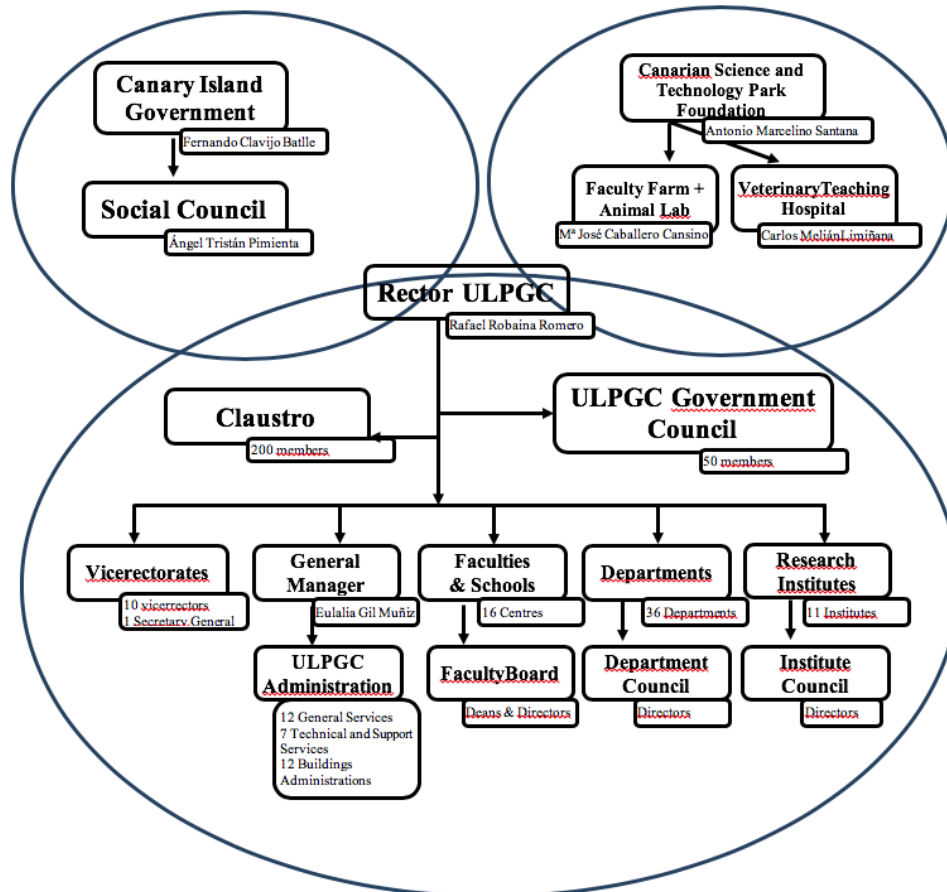 Canary Island
Government
Fernando Clavijo Batlle
Social Council
Ángel Tristán Pimienta
Canarian Science and
Technology Park
Foundation
Antonio Marcelino Santana
Faculty Farm +
Animal Lab
Mª José Caballero Cansino
VeterinaryTeaching
Hospital
Carlos MeliánLimiñana
Rector ULPGC
Rafael Robaina Romero
Claustro
200 members
ULPGC Government
Council
50 members
Vicerectorates
10 vicerrectors
1 Secretary.General
General
Manager
Eulalia Gil Muñiz
Faculties
& Schools
16 Centres
Departments
36 Departments
Research
Institutes
11 Institutes
ULPGC
Administration
12 General Services
7 Technical and Support
Services
12 Buildings
Administrations
FacultyBoard
Deans & Directors
Department
Council
Directors
Institute
Council
Directors